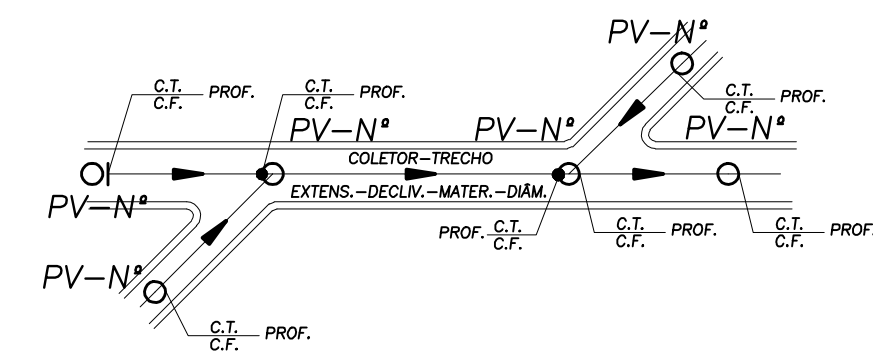 PV-Nº
C.T.
C.F. PROF.
C.T.
C.F. PROF.
C.T.
C.F. PROF.
PV-Nº
PV-Nº
PV-Nº
COLETOR-TRECHO
EXTENS.-DECLIV.-MATER.-DIÂM.
PV-Nº
PROF. C.T.
C.F.
C.T.
C.F. PROF.
C.T.
C.F. PROF.
PV-Nº
C.T.
C.F. PROF.